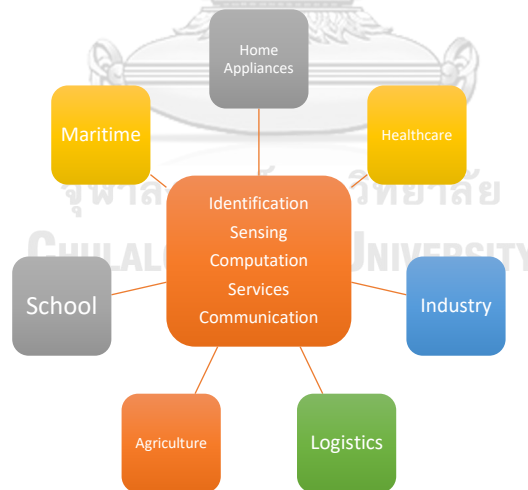 Home
Appliances
Maritime
Healthcare
Identification
Sensing
Computation
Services
Communication
School
Industry
Agriculture
Logistics